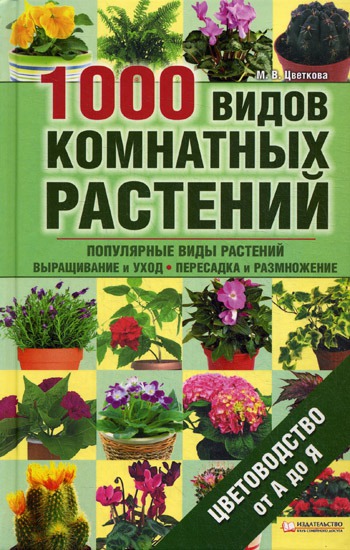 М. В. Цветкова
1000 ВИДОВ
КОМНАТНЫХ
РАСТЕНИЙ
ПОПУЛЯРНЫЕ ВИДЫ РАСТЕНИЙ
ВЫРАЩИВАНИЕ и УХОД • ПЕРЕСАДКА и РАЗМНОЖЕНИЕ
ЦВЕТОВОДСТВО
от А до Я
ИЗДАТЕЛЬСТВО